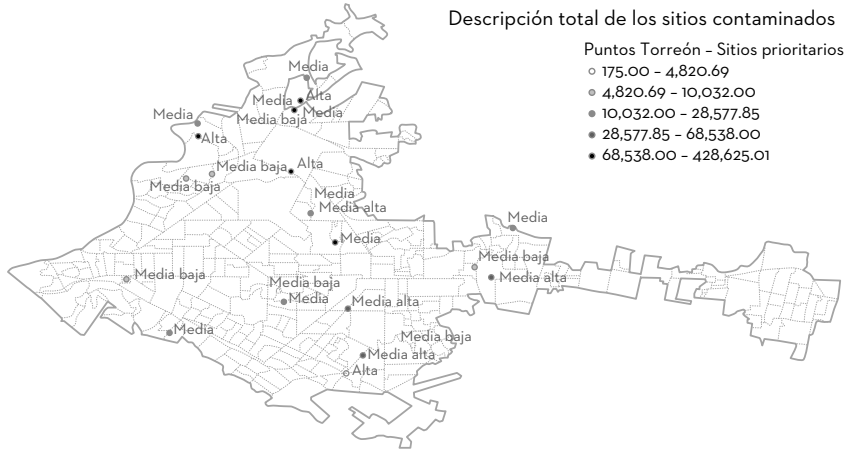 Descripción total de los sitios contaminados
Puntos Torreón – Sitios prioritarios
175.00 – 4,820.69
4,820.69 – 10,032.00
10,032.00 – 28,577.85
28,577.85 – 68,538.00
68,538.00 – 428,625.01
Media
Media Alta
Media
Media baja
Media
Alta
Media baja
Alta
Media baja
Media
Media alta
Media
Media
Media baja
Media alta
Media baja
Media baja
Media
Media alta
Media
Media baja
Media alta
Alta